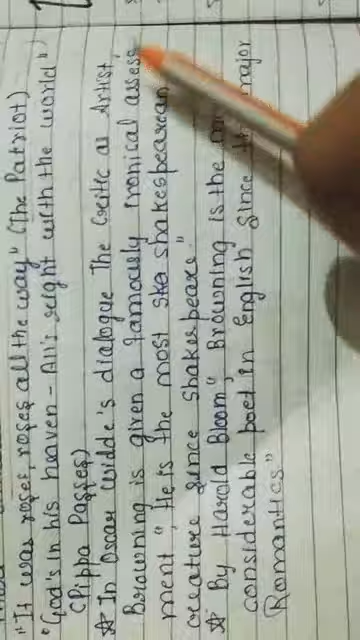 "It was roses, roses all the way" (The Patriot)
"God's in his heaven - All's right with the world"
(Pippa Passes)
☆ In Oscar Widde's dialogue The Critic as Artist,
Browning is given a famously ironical assess
ment " He is the most ska shakespearean
creature since shakespeare"
☆ By Harold Bloom " Browning is the
considerable poet in english since major
Romantics"